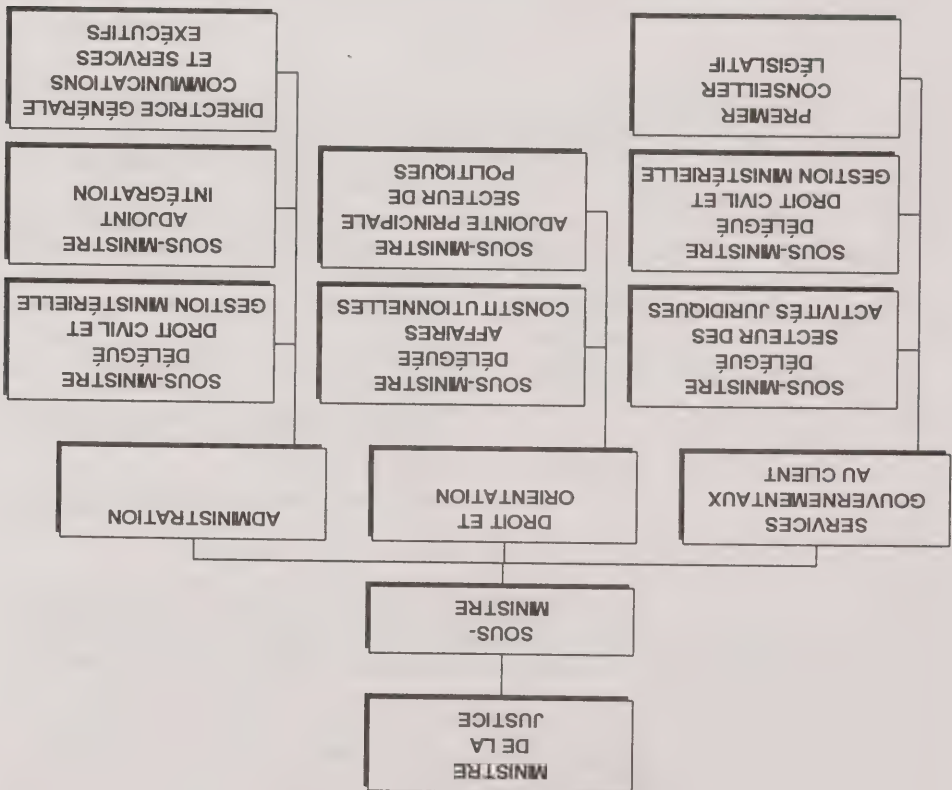 MINISTRE
DE LA
JUSTICE
SOUS-
MINISTRE
SERVICES
GOUVERNEMENTAUX
AU CLIENT
SOUS-MINISTRE
DÉLÉGUÉ
SECTEUR DES
ACTIVITÉS JURIDIQUES
SOUS-MINISTRE
DÉLÉGUÉ
DROIT CIVIL ET
GESTION MINISTÉRIELLE
PREMIER
CONSEILLER
LÉGISLATIF
DROIT ET
ORIENTATION
SOUS-MINISTRE
DÉLÉGUÉE
AFFAIRES
CONSTITUTIONNELLES
SOUS-MINISTRE
ADJOINTE PRINCIPALE
SECTEUR DE
POLITIQUES
ADMINISTRATION
SOUS-MINISTRE
DÉLÉGUÉ
DROIT CIVIL ET
GESTION MINISTÉRIELLE
SOUS-MINISTRE
ADJOINT
INTÉGRATION
DIRECTRICE GÉNÉRALE
COMMUNICATIONS
ET SERVICES
EXÉCUTIFS